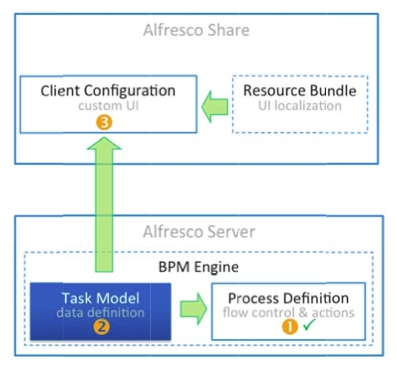 Alfresco Share
Client Configuration
custom UI
3
Resource Bundle
UI localization
Alfresco Server
BPM Engine
Task Model
data definition
2
Process Definition
flow control & actions
1 ✓